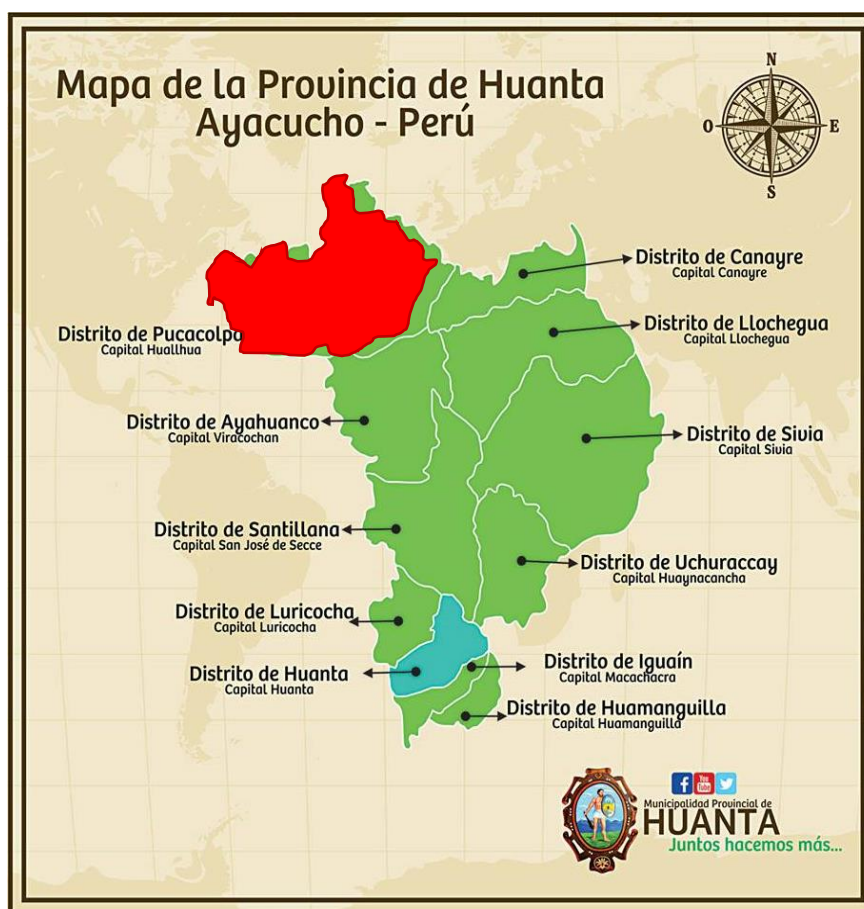 Mapa de la Provincia de Huanta
Ayacucho - Perú
N
O
E
S
Distrito de Canayre
Capital Canayre
Distrito de Pucacolpa
Capital Huallhua
Distrito de Llochegua
Capital Llochegua
Distrito de Ayahuanco
Capital Viracochan
Distrito de Sivia
Capital Sivia
Distrito de Santillana
Capital San José de Secce
Distrito de Uchuraccay
Capital Huaynacancha
Distrito de Luricocha
Capital Luricocha
Distrito de Huanta
Capital Huanta
Distrito de Iguaín
Capital Macachacra
Distrito de Huamanguilla
Capital Huamanguilla
f
You
Tube
Municipalidad Provincial de
HUANTA
Juntos hacemos más...